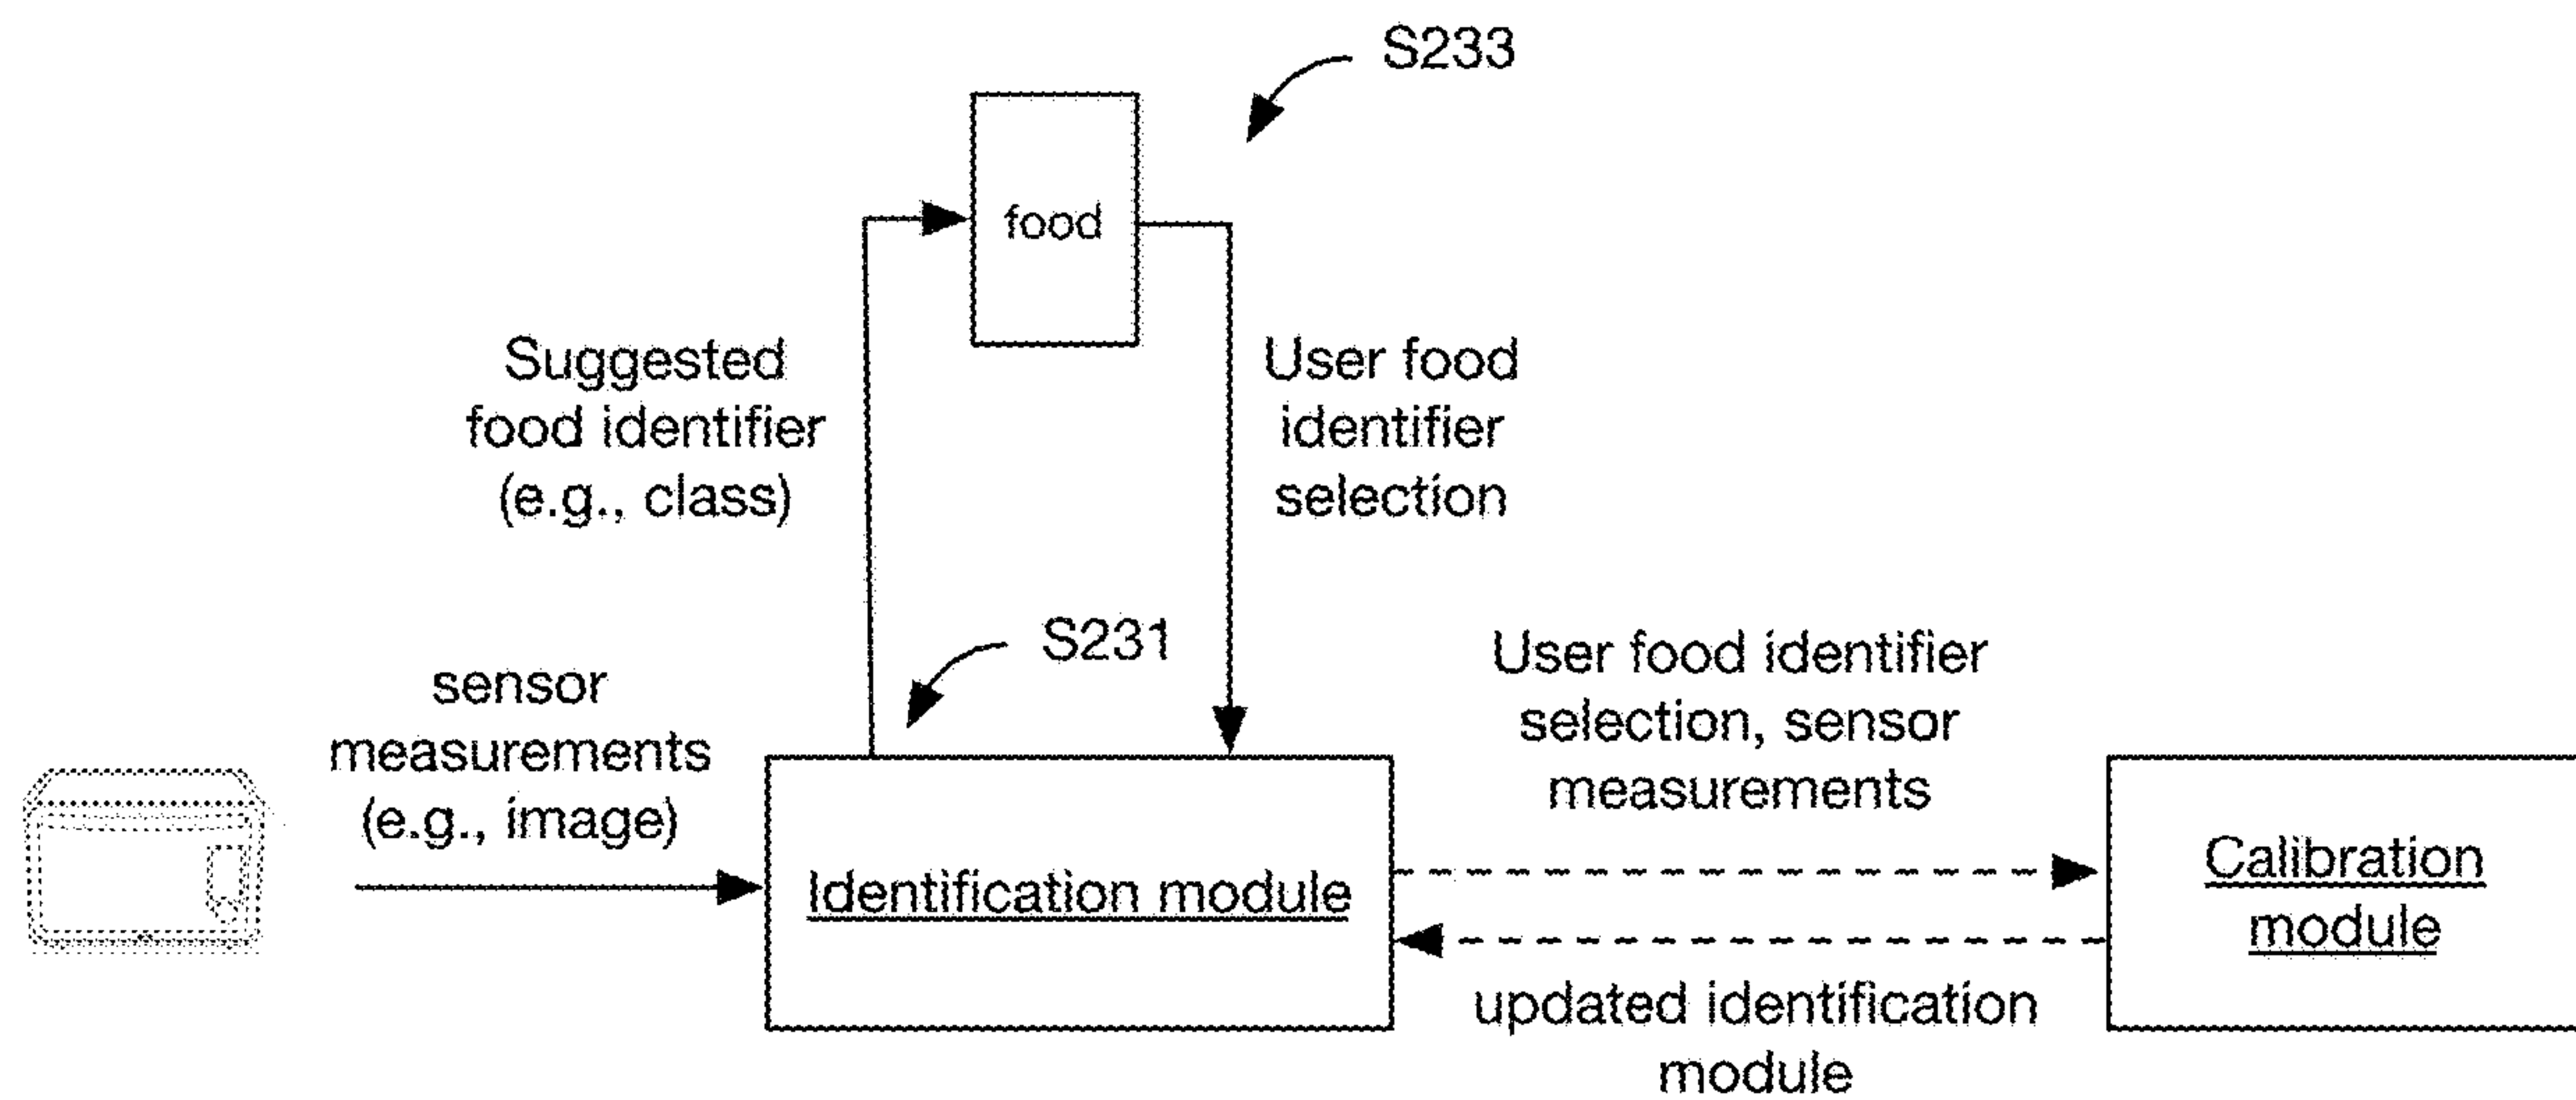 S233
food
Suggested
food identifier
(e.g., class)
User food
identifier
selection
S231
sensor
measurements
(e.g., image)
User food identifier
selection, sensor
measurements
Identification module
Calibration
module
updated identification
module